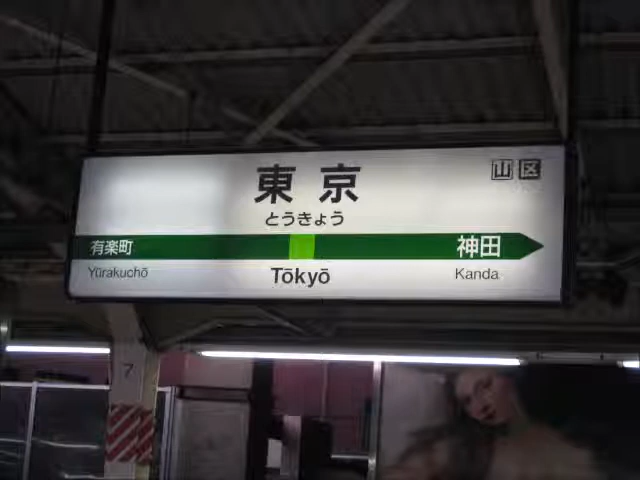 東京
山区
とうきょう
有楽町
神田
Yūrakuchō
Tōkyō
Kanda
7